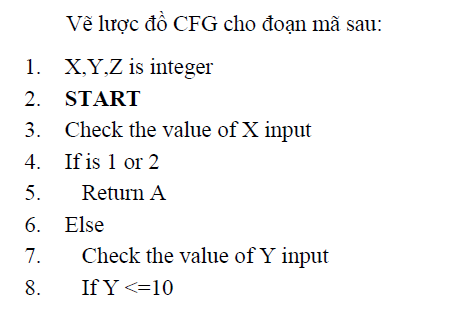 Vẽ lược đồ CFG cho đoạn mã sau:
1. X,Y,Z is integer
2. START
3. Check the value of X input
4. If is 1 or 2
5. Return A
6. Else
7. Check the value of Y input
8. If Y <=10